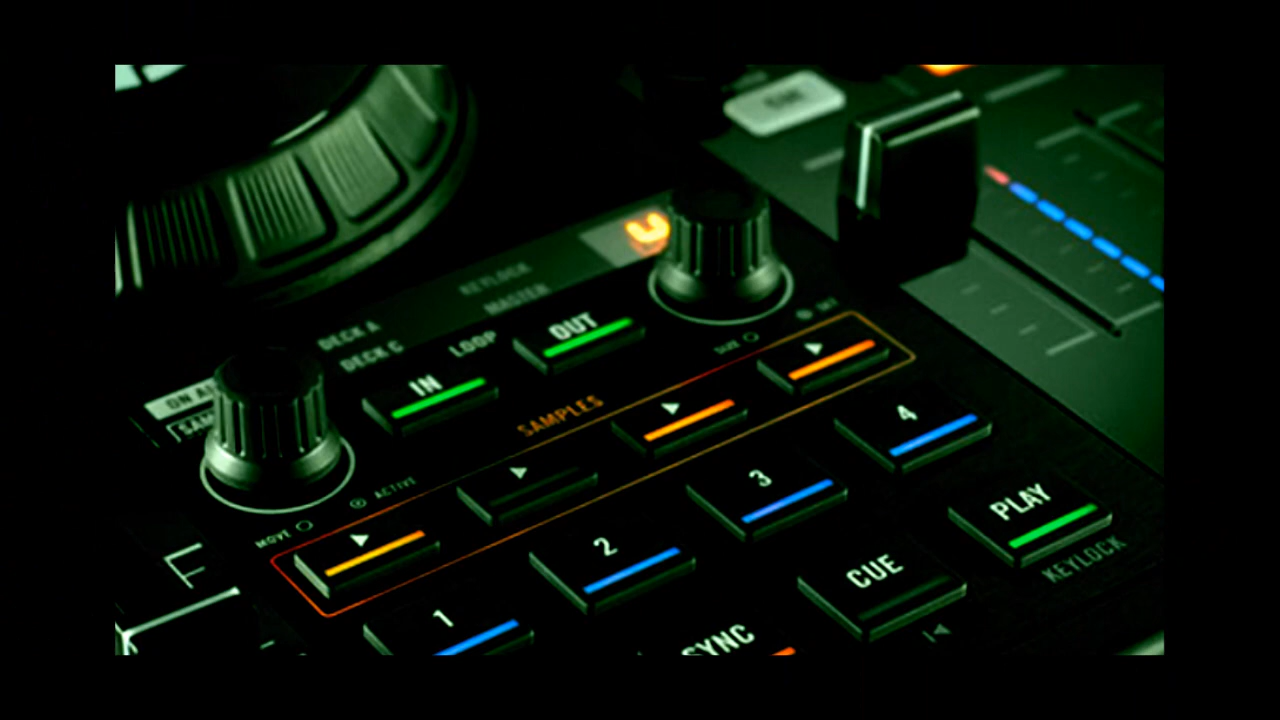 KEYLOCK
MASTER
DECK A
DECK C
LOOP
OUT
IN
ON
SAMPLES
SIZE
ACTIVE
MOVE
4
3
2
1
PLAY
KEYLOCK
CUE
SYNC